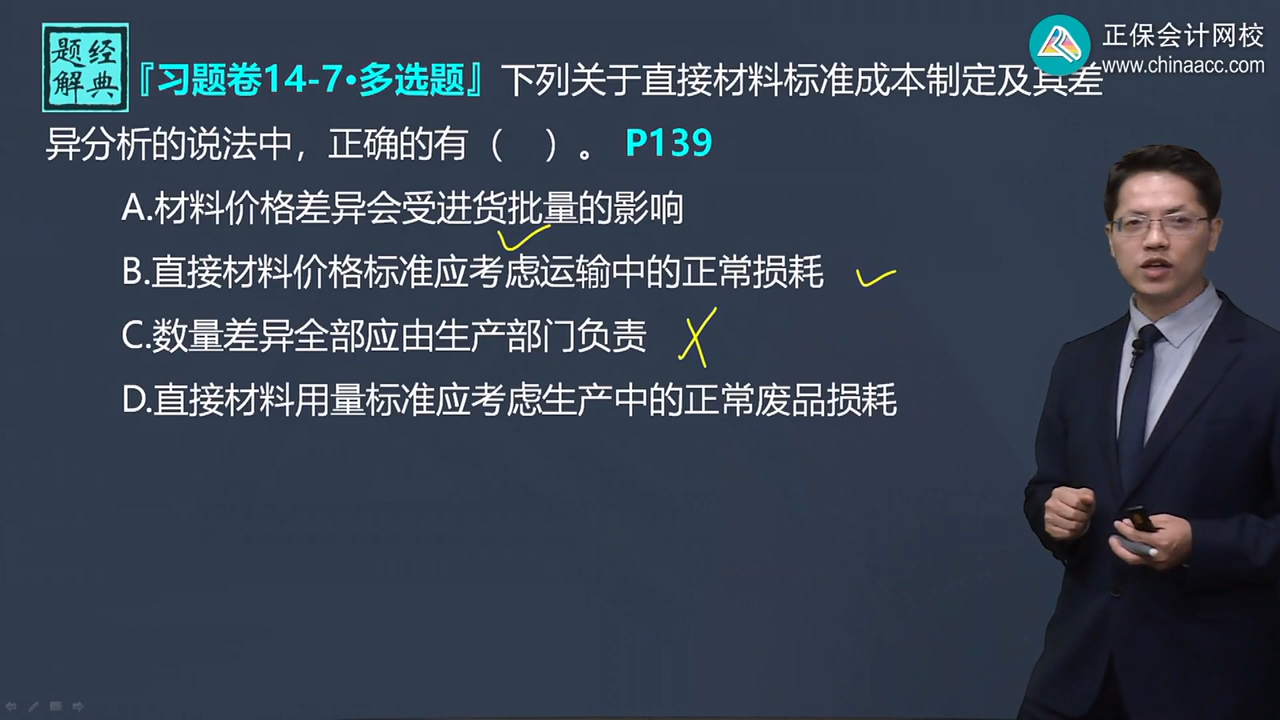 正保会计网校
www.chinaacc.com
经典题解
『习题卷14-7•多选题』下列关于直接材料标准成本制定及其差
异分析的说法中，正确的有（ ）。 P139
A.材料价格差异会受进货批量的影响
B.直接材料价格标准应考虑运输中的正常损耗
C.数量差异全部应由生产部门负责
D.直接材料用量标准应考虑生产中的正常废品损耗